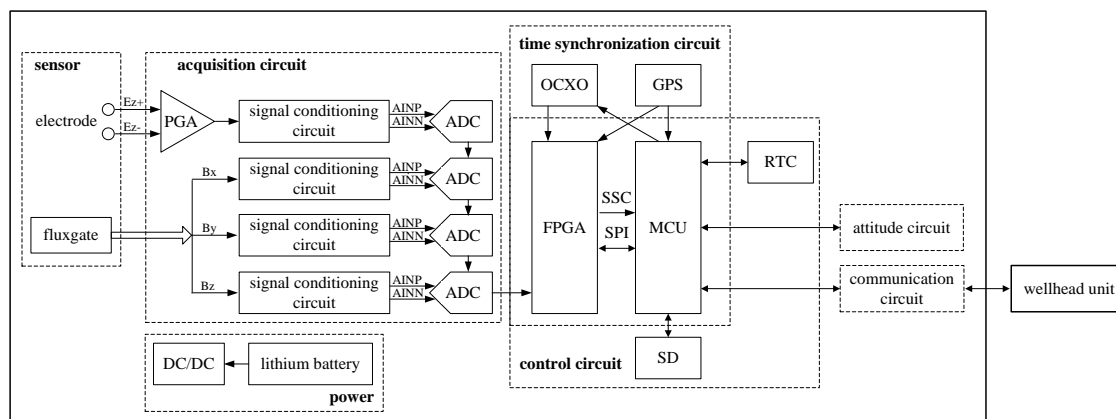 time synchronization circuit
sensor
acquisition circuit
OCXO
GPS
electrode
Ez+
Ez-
PGA
signal conditioning
circuit
AINP
AINN
ADC
Bx
signal conditioning
circuit
AINP
AINN
ADC
RTC
fluxgate
By
signal conditioning
circuit
AINP
AINN
ADC
FPGA
SSC
SPI
MCU
attitude circuit
Bz
signal conditioning
circuit
AINP
AINN
ADC
communication
circuit
wellhead unit
DC/DC
lithium battery
power
control circuit
SD